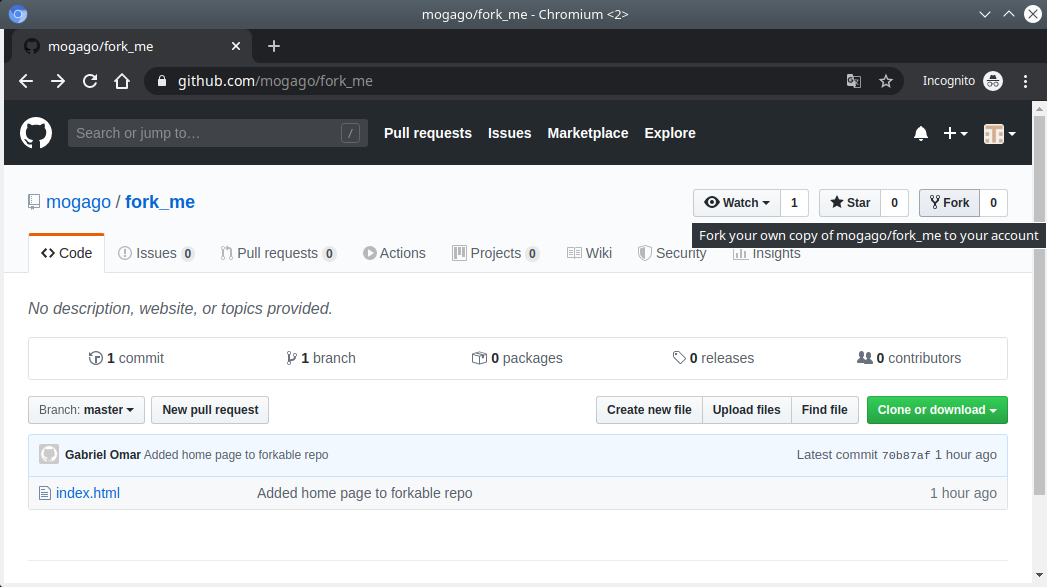 mogago/fork_me - Chromium <2>
mogago/fork_me
github.com/mogago/fork_me
Incognito
Search or jump to… /
Pull requests Issues Marketplace Explore
mogago / fork_me
Watch 1 Star 0 Fork 0
Fork your own copy of mogago/fork_me to your account
Code Issues 0 Pull requests 0 Actions Projects 0 Wiki Security Insights
No description, website, or topics provided.
1 commit 1 branch 0 packages 0 releases 0 contributors
Branch: master New pull request Create new file Upload files Find file Clone or download
Gabriel Omar Added home page to forkable repo Latest commit 70b87af 1 hour ago
index.html Added home page to forkable repo 1 hour ago